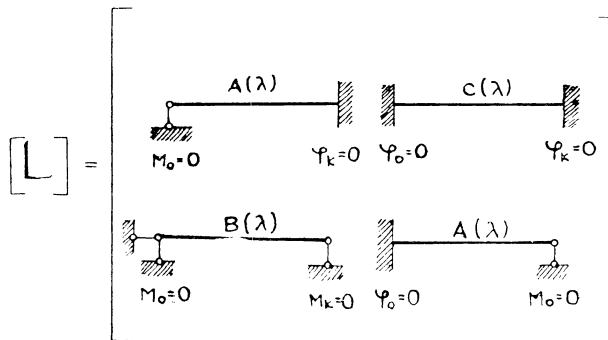 A(λ) C(λ)
[L] =
M₀=0 φₖ=0 φ₀=0 φₖ=0
B(λ) A(λ)
M₀=0 Mₖ=0 φ₀=0 M₀=0